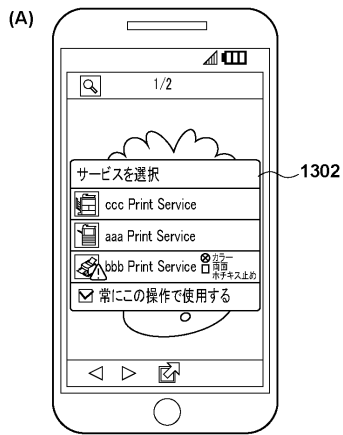 (A)
1/2
サービスを選択
1302
ccc Print Service
aaa Print Service
bbb Print Service
カラー
両面
ホチキス止め
常にこの操作で使用する